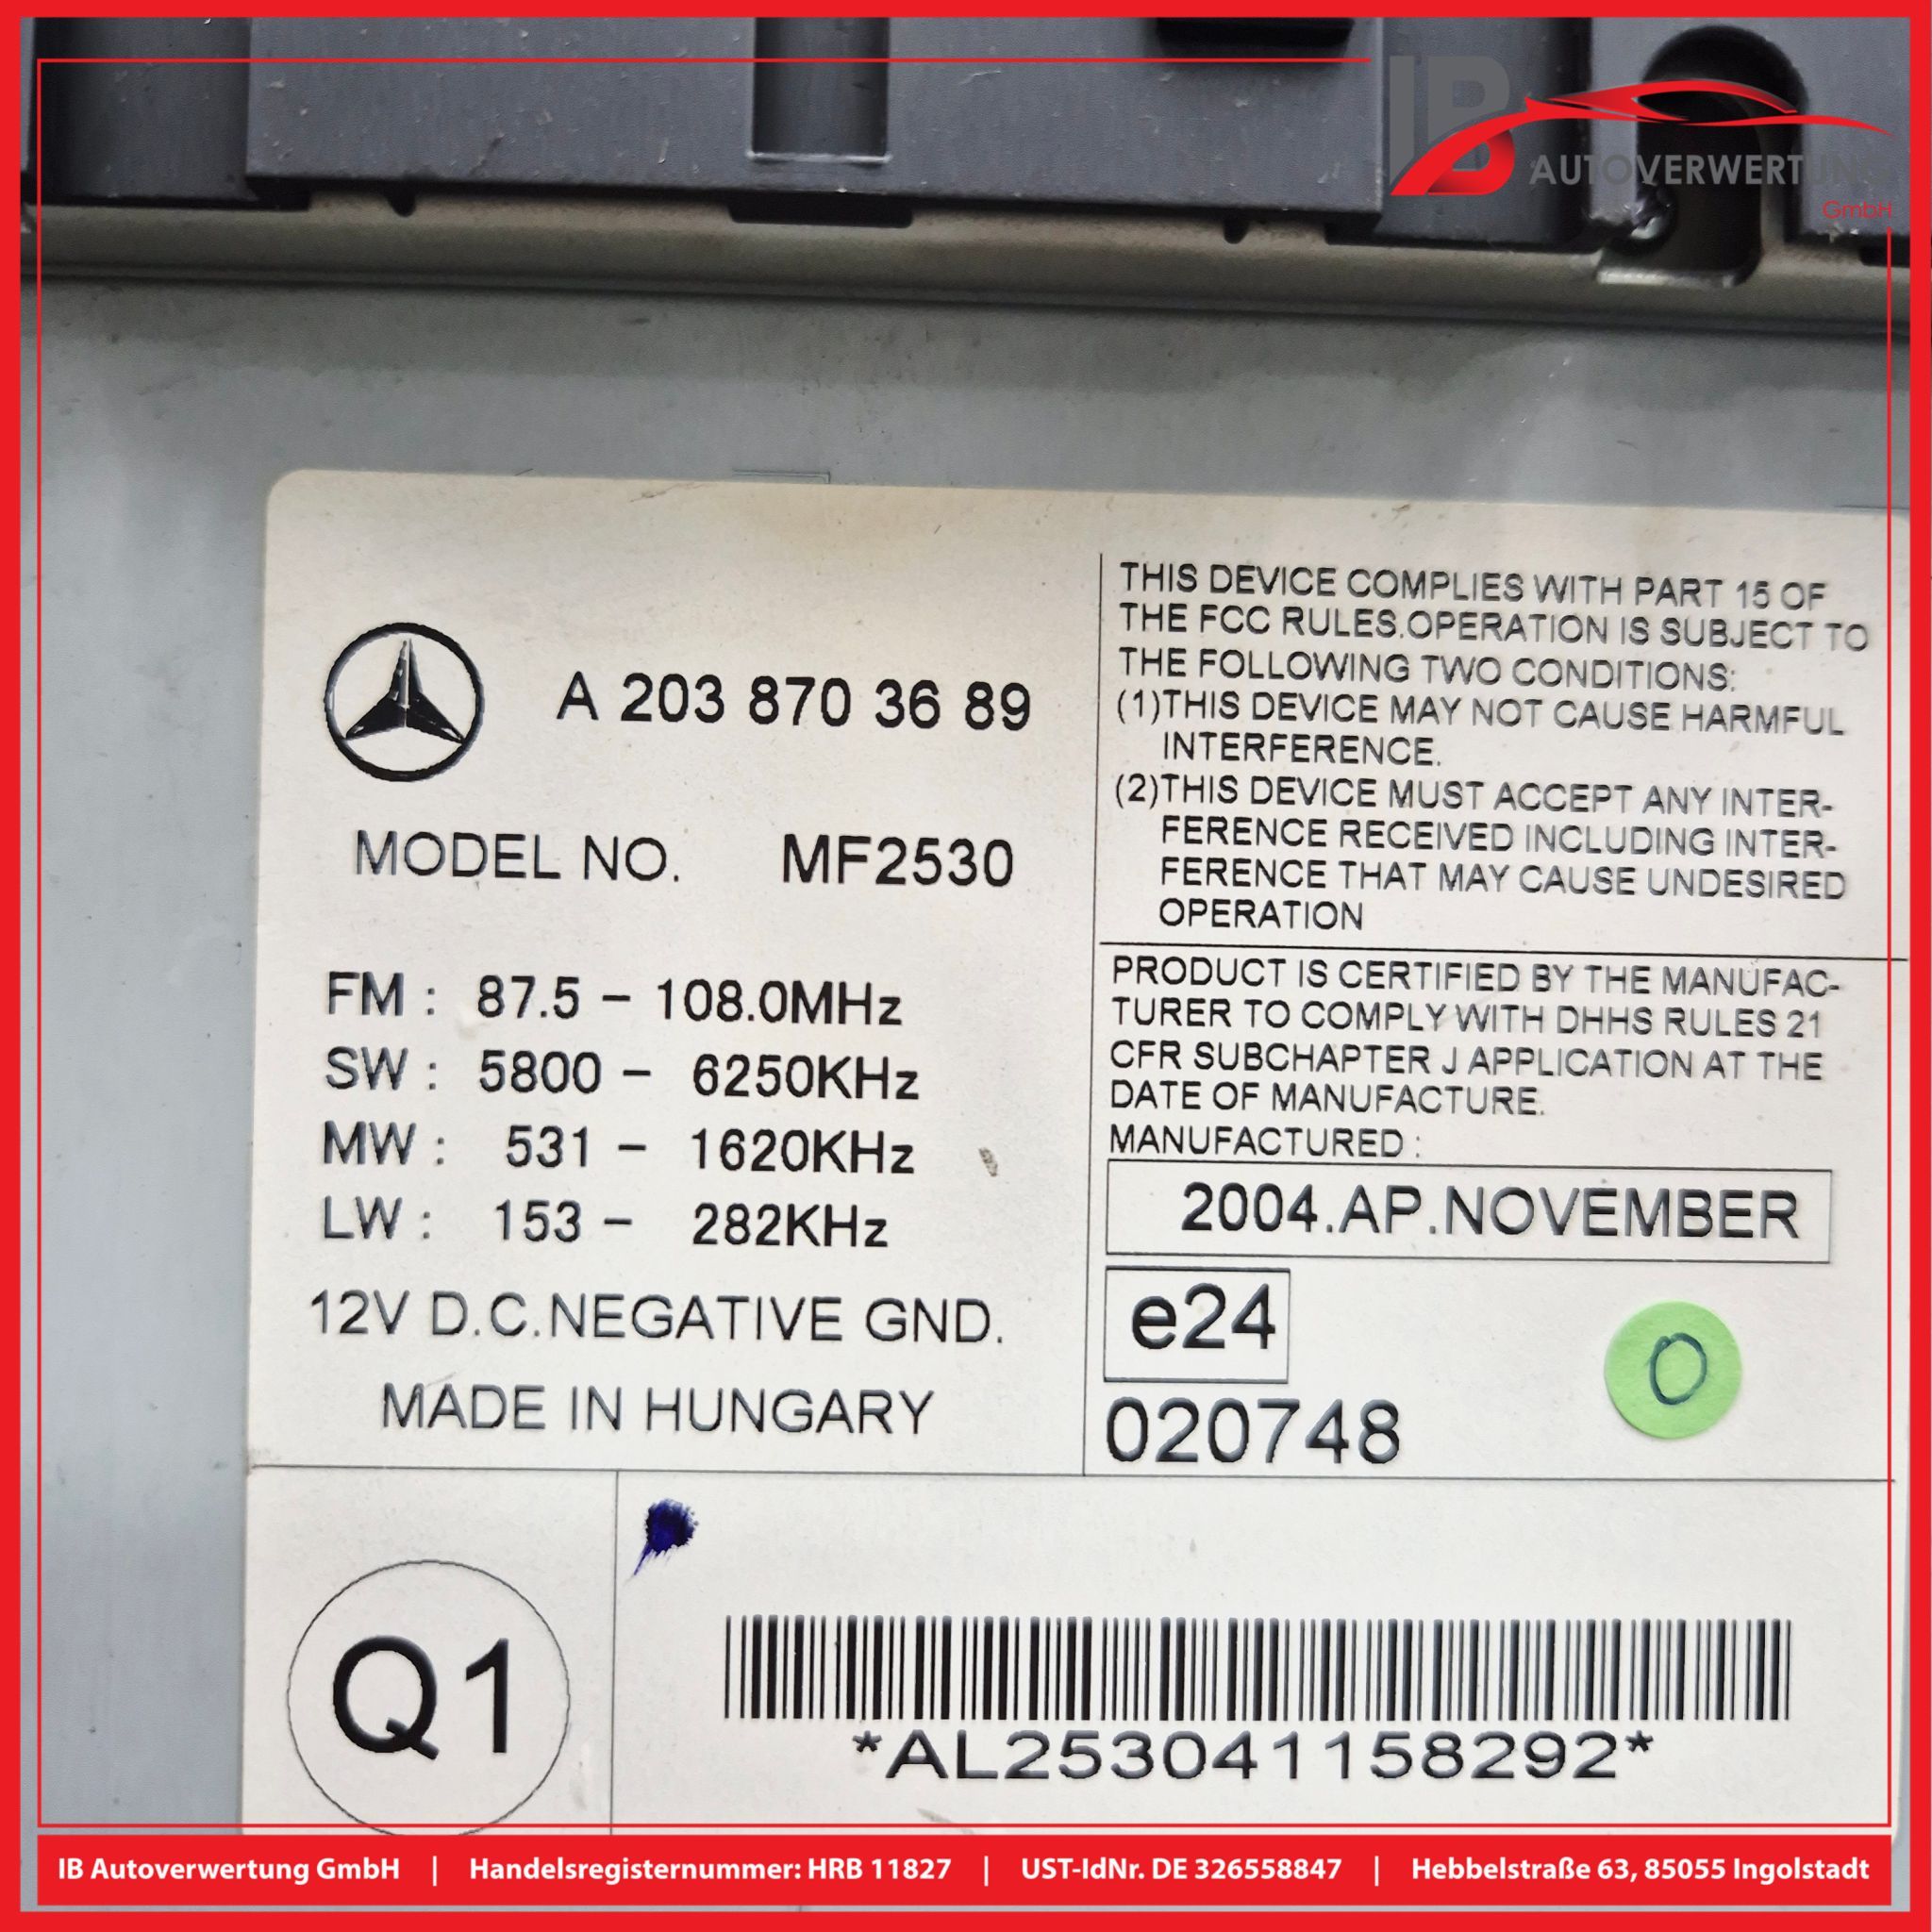 IB
AUTOVERWERTUNG
GmbH
A 203 870 36 89
MODEL NO. MF2530
FM : 87.5 - 108.0MHz
SW : 5800 - 6250KHz
MW : 531 - 1620KHz
LW : 153 - 282KHz
12V D.C.NEGATIVE GND.
MADE IN HUNGARY
THIS DEVICE COMPLIES WITH PART 15 OF
THE FCC RULES.OPERATION IS SUBJECT TO
THE FOLLOWING TWO CONDITIONS:
(1)THIS DEVICE MAY NOT CAUSE HARMFUL
INTERFERENCE.
(2)THIS DEVICE MUST ACCEPT ANY INTER-
FERENCE RECEIVED INCLUDING INTER-
FERENCE THAT MAY CAUSE UNDESIRED
OPERATION
PRODUCT IS CERTIFIED BY THE MANUFAC-
TURER TO COMPLY WITH DHHS RULES 21
CFR SUBCHAPTER J APPLICATION AT THE
DATE OF MANUFACTURE.
MANUFACTURED :
2004.AP.NOVEMBER
e24
020748
0
Q1
*AL253041158292*
IB Autoverwertung GmbH | Handelsregisternummer: HRB 11827 | UST-IdNr. DE 326558847 | Hebbelstraße 63, 85055 Ingolstadt